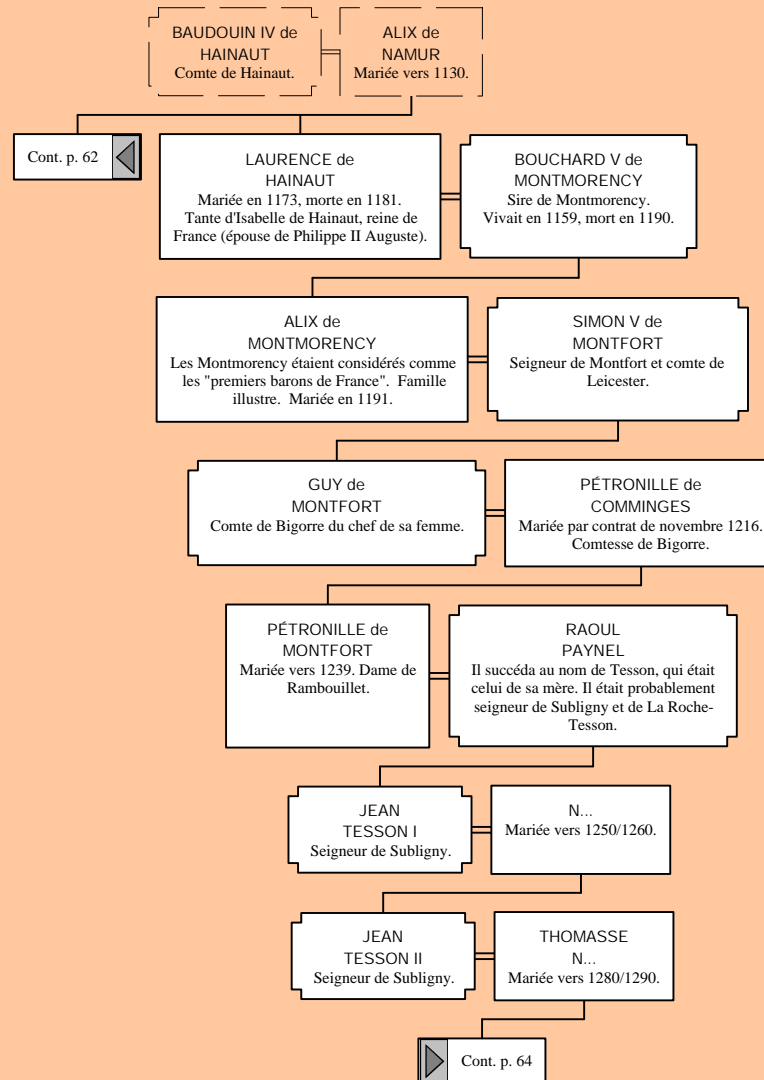 BAUDOUIN IV de
HAINAUT
Comte de Hainaut.
ALIX de
NAMUR
Mariée vers 1130.
Cont. p. 62
LAURENCE de
HAINAUT
Mariée en 1173, morte en 1181.
Tante d'Isabelle de Hainaut, reine de
France (épouse de Philippe II Auguste).
BOUCHARD V de
MONTMORENCY
Sire de Montmorency.
Vivait en 1159, mort en 1190.
ALIX de
MONTMORENCY
Les Montmorency étaient considérés comme
les "premiers barons de France".  Famille
illustre.  Mariée en 1191.
SIMON V de
MONTFORT
Seigneur de Montfort et comte de
Leicester.
GUY de
MONTFORT
Comte de Bigorre du chef de sa femme.
PÉTRONILLE de
COMMINGES
Mariée par contrat de novembre 1216.
Comtesse de Bigorre.
PÉTRONILLE de
MONTFORT
Mariée vers 1239. Dame de
Rambouillet.
RAOUL
PAYNEL
Il succéda au nom de Tesson, qui était
celui de sa mère. Il était probablement
seigneur de Subligny et de La Roche-
Tesson.
JEAN
TESSON I
Seigneur de Subligny.
N...
Mariée vers 1250/1260.
JEAN
TESSON II
Seigneur de Subligny.
THOMASSE
N...
Mariée vers 1280/1290.
Cont. p. 64